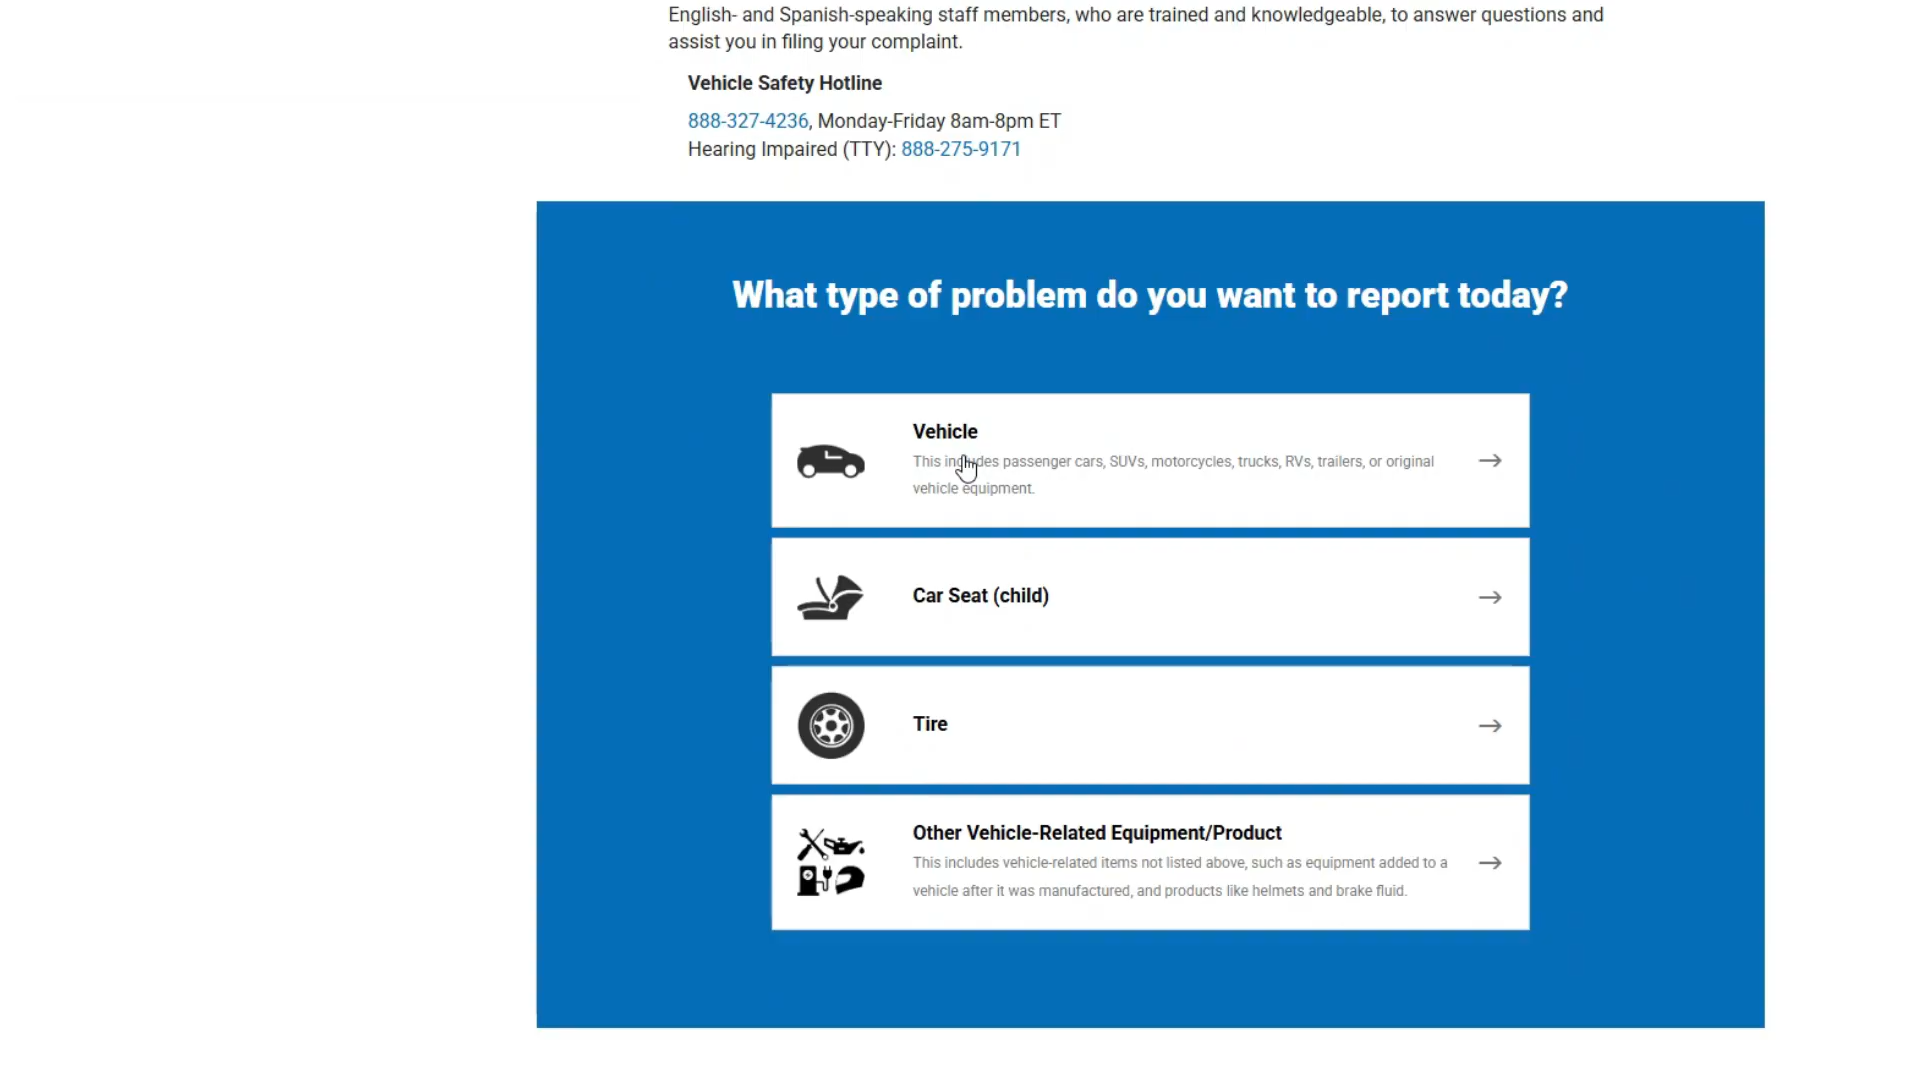 English- and Spanish-speaking staff members, who are trained and knowledgeable, to answer questions and
assist you in filing your complaint.
Vehicle Safety Hotline
888-327-4236, Monday-Friday 8am-8pm ET
Hearing Impaired (TTY): 888-275-9171
What type of problem do you want to report today?
Vehicle
This includes passenger cars, SUVs, motorcycles, trucks, RVs, trailers, or original
vehicle equipment.
Car Seat (child)
Tire
Other Vehicle-Related Equipment/Product
This includes vehicle-related items not listed above, such as equipment added to a
vehicle after it was manufactured, and products like helmets and brake fluid.